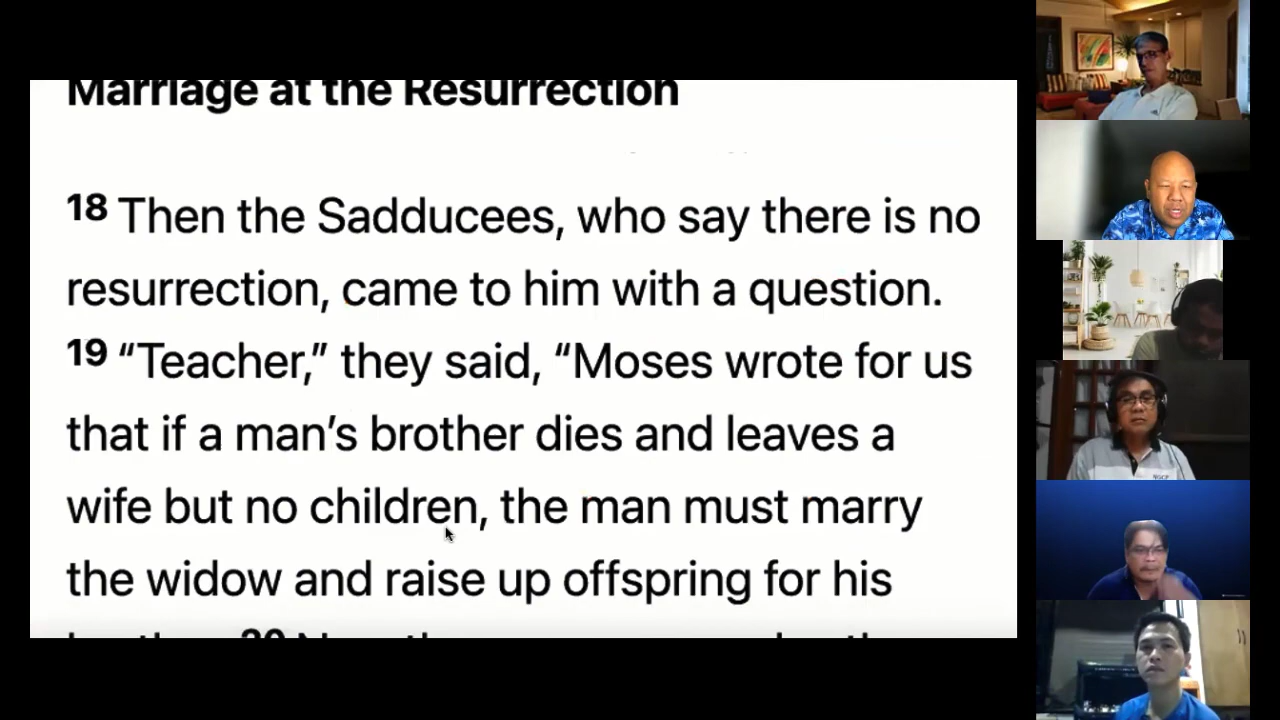 Marriage at the Resurrection
18 Then the Sadducees, who say there is no
resurrection, came to him with a question.
19 “Teacher,” they said, “Moses wrote for us
that if a man’s brother dies and leaves a
wife but no children, the man must marry
the widow and raise up offspring for his